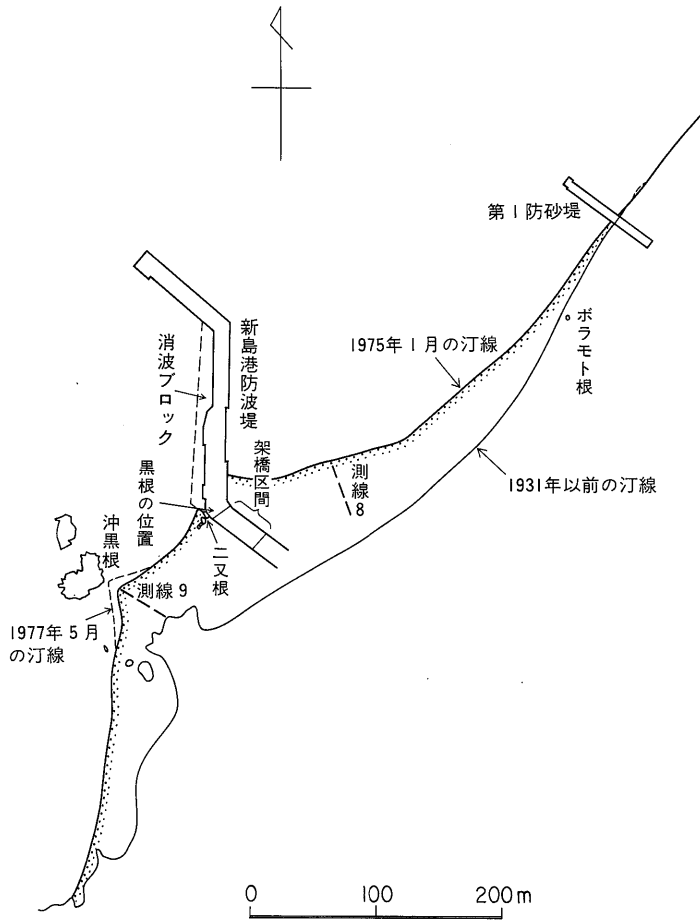 第1防砂堤
ボラモト根
新島港防波堤
消波ブロック
1975年1月の汀線
架橋区間
測線8
1931年以前の汀線
黒根の位置
沖黒根
二又根
測線9
1977年5月
の汀線
0 100 200m